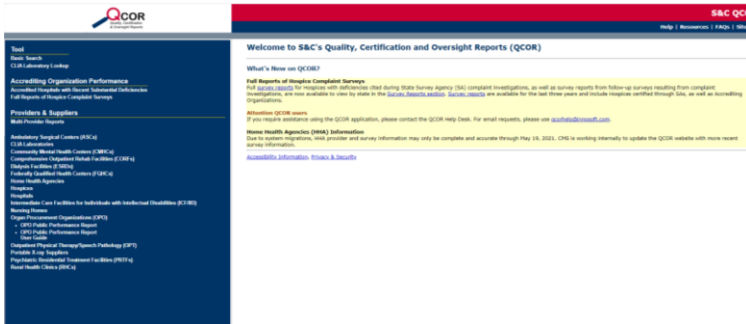 QCOR
Quality, Certification
& Oversight Reports
S&C QCO
Help | Resources | FAQs | Site
Tool
Basic Search
CLIA Laboratory Lookup
Accrediting Organization Performance
Accredited Hospitals with Recent Substantial Deficiencies
Full Reports of Hospice Complaint Surveys
Providers & Suppliers
Multi-Provider Reports
Ambulatory Surgical Centers (ASCs)
CLIA Laboratories
Community Mental Health Centers (CMHCs)
Comprehensive Outpatient Rehab Facilities (CORFs)
Dialysis Facilities (ESRDs)
Federally Qualified Health Centers (FQHCs)
Home Health Agencies
Hospices
Hospitals
Intermediate Care Facilities for Individuals with Intellectual Disabilities (ICF/IID)
Nursing Homes
Organ Procurement Organizations (OPO)
• OPO Public Performance Report
• OPO Public Performance Report
User Guide
Outpatient Physical Therapy/Speech Pathology (OPT)
Portable X-ray Suppliers
Psychiatric Residential Treatment Facilities (PRTFs)
Rural Health Clinics (RHCs)
Welcome to S&C's Quality, Certification and Oversight Reports (QCOR)
What's New on QCOR?
Full Reports of Hospice Complaint Surveys
Full survey reports for Hospices with deficiencies cited during State Survey Agency (SA) complaint investigations, as well as survey reports from follow-up surveys resulting from complaint
investigations, are now available to view by state in the Survey Reports section. Survey reports are available for the last three years and include Hospices certified through SAs, as well as Accrediting
Organizations.
Attention QCOR users
If you require assistance using the QCOR application, please contact the QCOR Help Desk. For email requests, please use
Home Health Agencies (HHA) Information
Due to system migrations, HHA provider and survey information may only be complete and accurate through May 19, 2021. CMS is working internally to update the QCOR website with more recent
survey information.
Accessibility Information, Privacy & Security